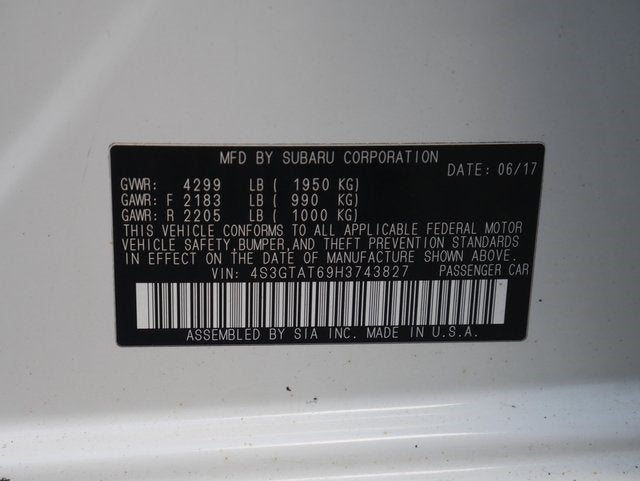 MFD BY SUBARU CORPORATION
DATE: 06/17
GVWR: 4299 LB ( 1950 KG)
GAWR: F 2183 LB ( 990 KG)
GAWR: R 2205 LB ( 1000 KG)
THIS VEHICLE CONFORMS TO ALL APPLICABLE FEDERAL MOTOR
VEHICLE SAFETY,BUMPER,AND THEFT PREVENTION STANDARDS
IN EFFECT ON THE DATE OF MANUFACTURE SHOWN ABOVE.
VIN: 4S3GTAT69H3743827 PASSENGER CAR
ASSEMBLED BY SIA INC. MADE IN U.S.A.